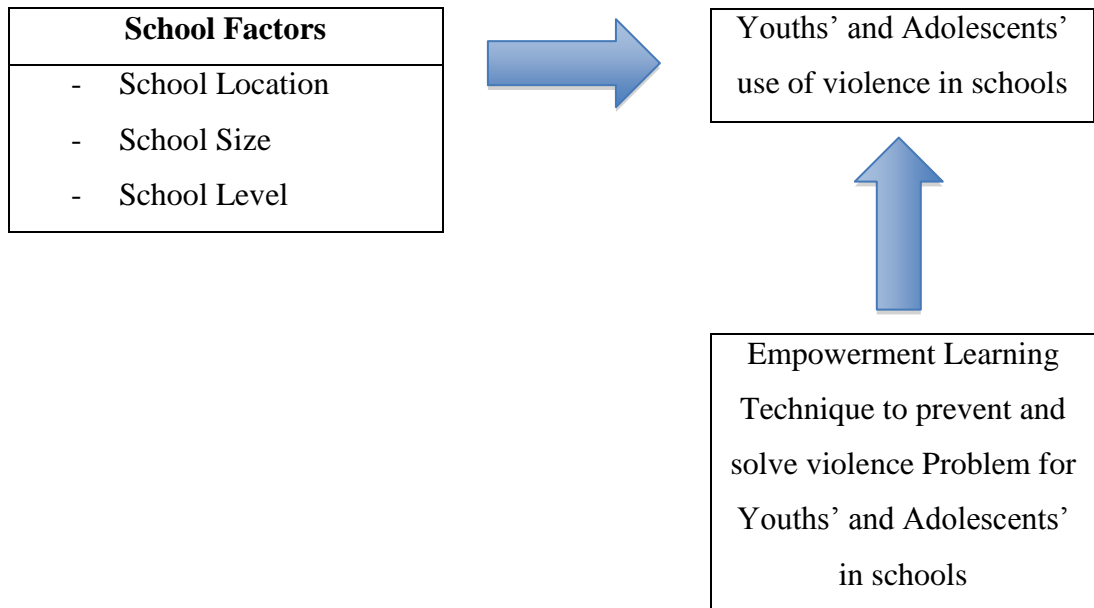 School Factors
- School Location
- School Size
- School Level
Youths’ and Adolescents’
use of violence in schools
Empowerment Learning
Technique to prevent and
solve violence Problem for
Youths’ and Adolescents’
in schools